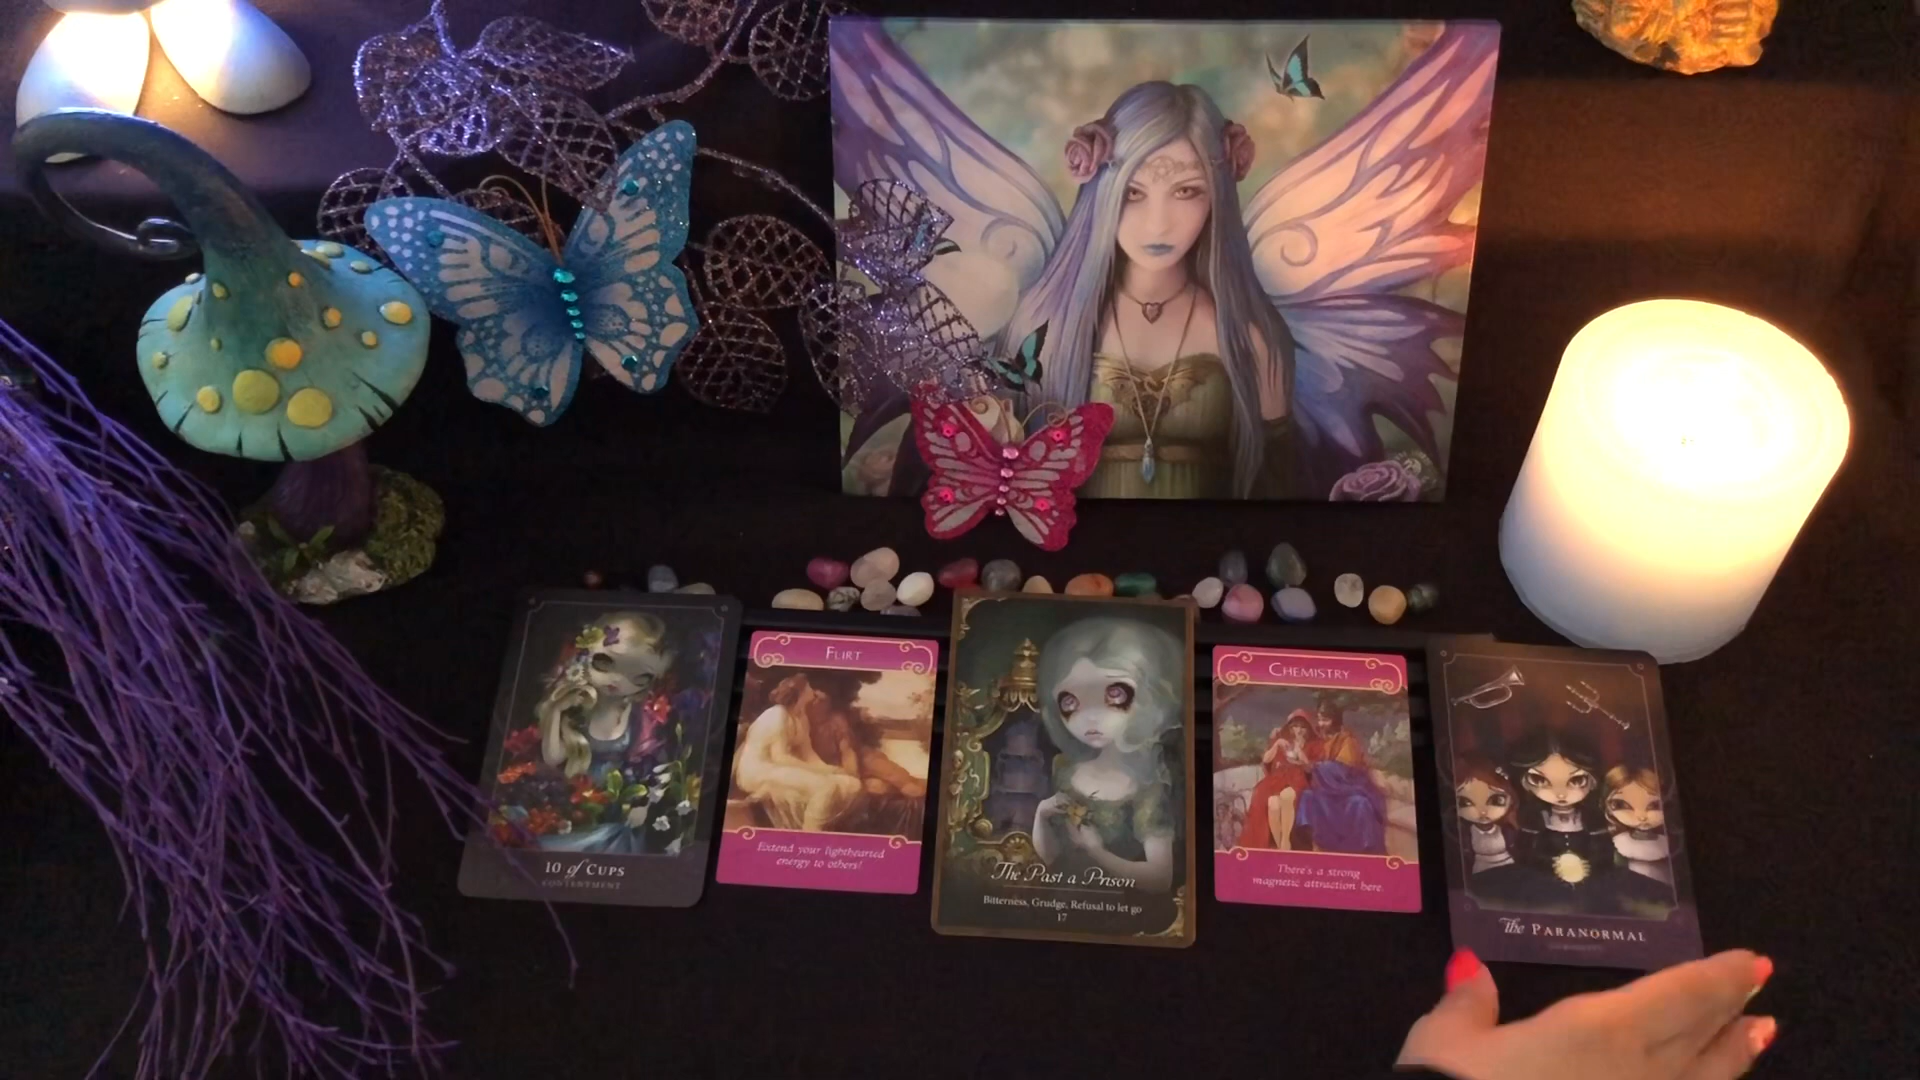 10 of CUPS
CONTENTMENT
FLIRT
Extend your lighthearted
energy to others!
The Past a Prison
Bitterness, Grudge, Refusal to let go
17
CHEMISTRY
There's a strong
magnetic attraction here.
The PARANORMAL